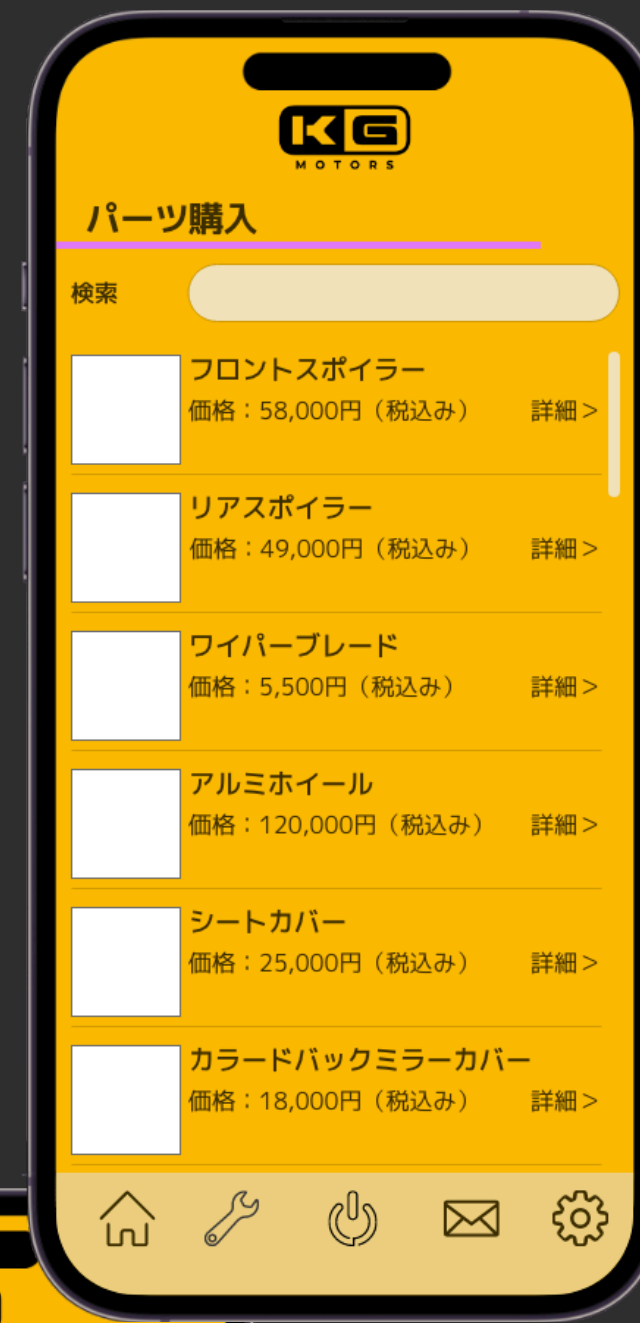 KG
MOTORS
パーツ購入
検索
フロントスポイラー
価格：58,000円（税込み） 詳細＞
リアスポイラー
価格：49,000円（税込み） 詳細＞
ワイパーブレード
価格：5,500円（税込み） 詳細＞
アルミホイール
価格：120,000円（税込み） 詳細＞
シートカバー
価格：25,000円（税込み） 詳細＞
カラードバックミラーカバー
価格：18,000円（税込み） 詳細＞